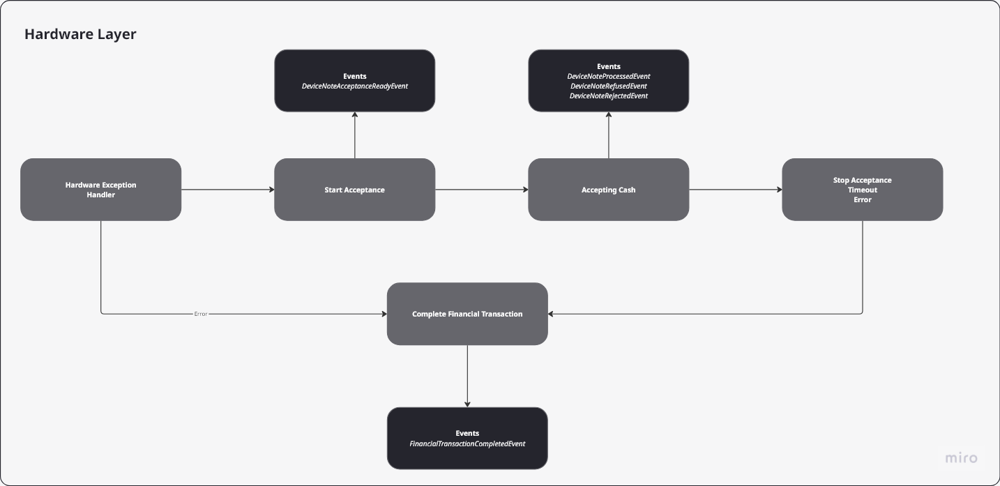 Hardware Layer
Events
DeviceNoteAcceptanceReadyEvent
Events
DeviceNoteProcessedEvent
DeviceNoteRefusedEvent
DeviceNoteRejectedEvent
Hardware Exception
Handler
Start Acceptance
Accepting Cash
Stop Acceptance
Timeout
Error
Error
Complete Financial Transaction
Events
FinancialTransactionCompletedEvent
miro